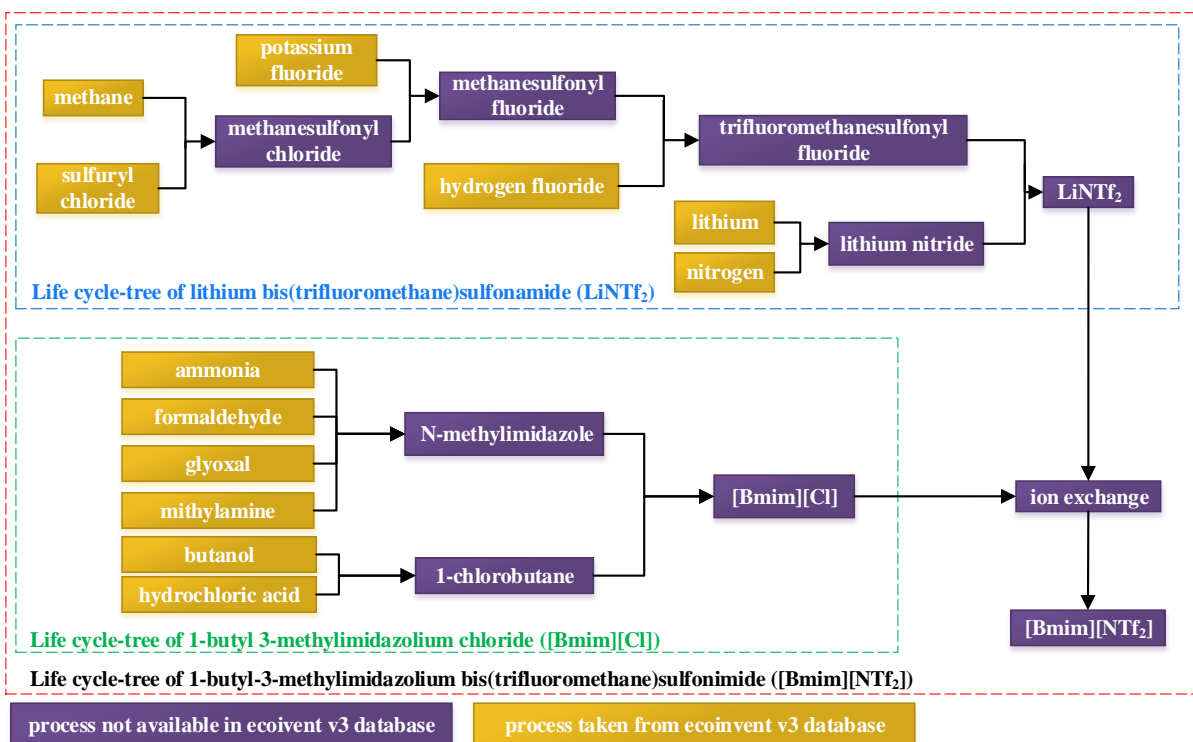 potassium
fluoride
methane
methanesulfonyl
fluoride
methanesulfonyl
chloride
trifluoromethanesulfonyl
fluoride
sulfuryl
chloride
hydrogen fluoride
LiNTf₂
lithium
lithium nitride
nitrogen
Life cycle-tree of lithium bis(trifluoromethane)sulfonamide (LiNTf₂)
ammonia
formaldehyde
N-methylimidazole
glyoxal
[Bmim][Cl]
ion exchange
mithylamine
butanol
1-chlorobutane
hydrochloric acid
[Bmim][NTf₂]
Life cycle-tree of 1-butyl 3-methylimidazolium chloride ([Bmim][Cl])
Life cycle-tree of 1-butyl-3-methylimidazolium bis(trifluoromethane)sulfonimide ([Bmim][NTf₂])
process not available in ecoivent v3 database
process taken from ecoinvent v3 database